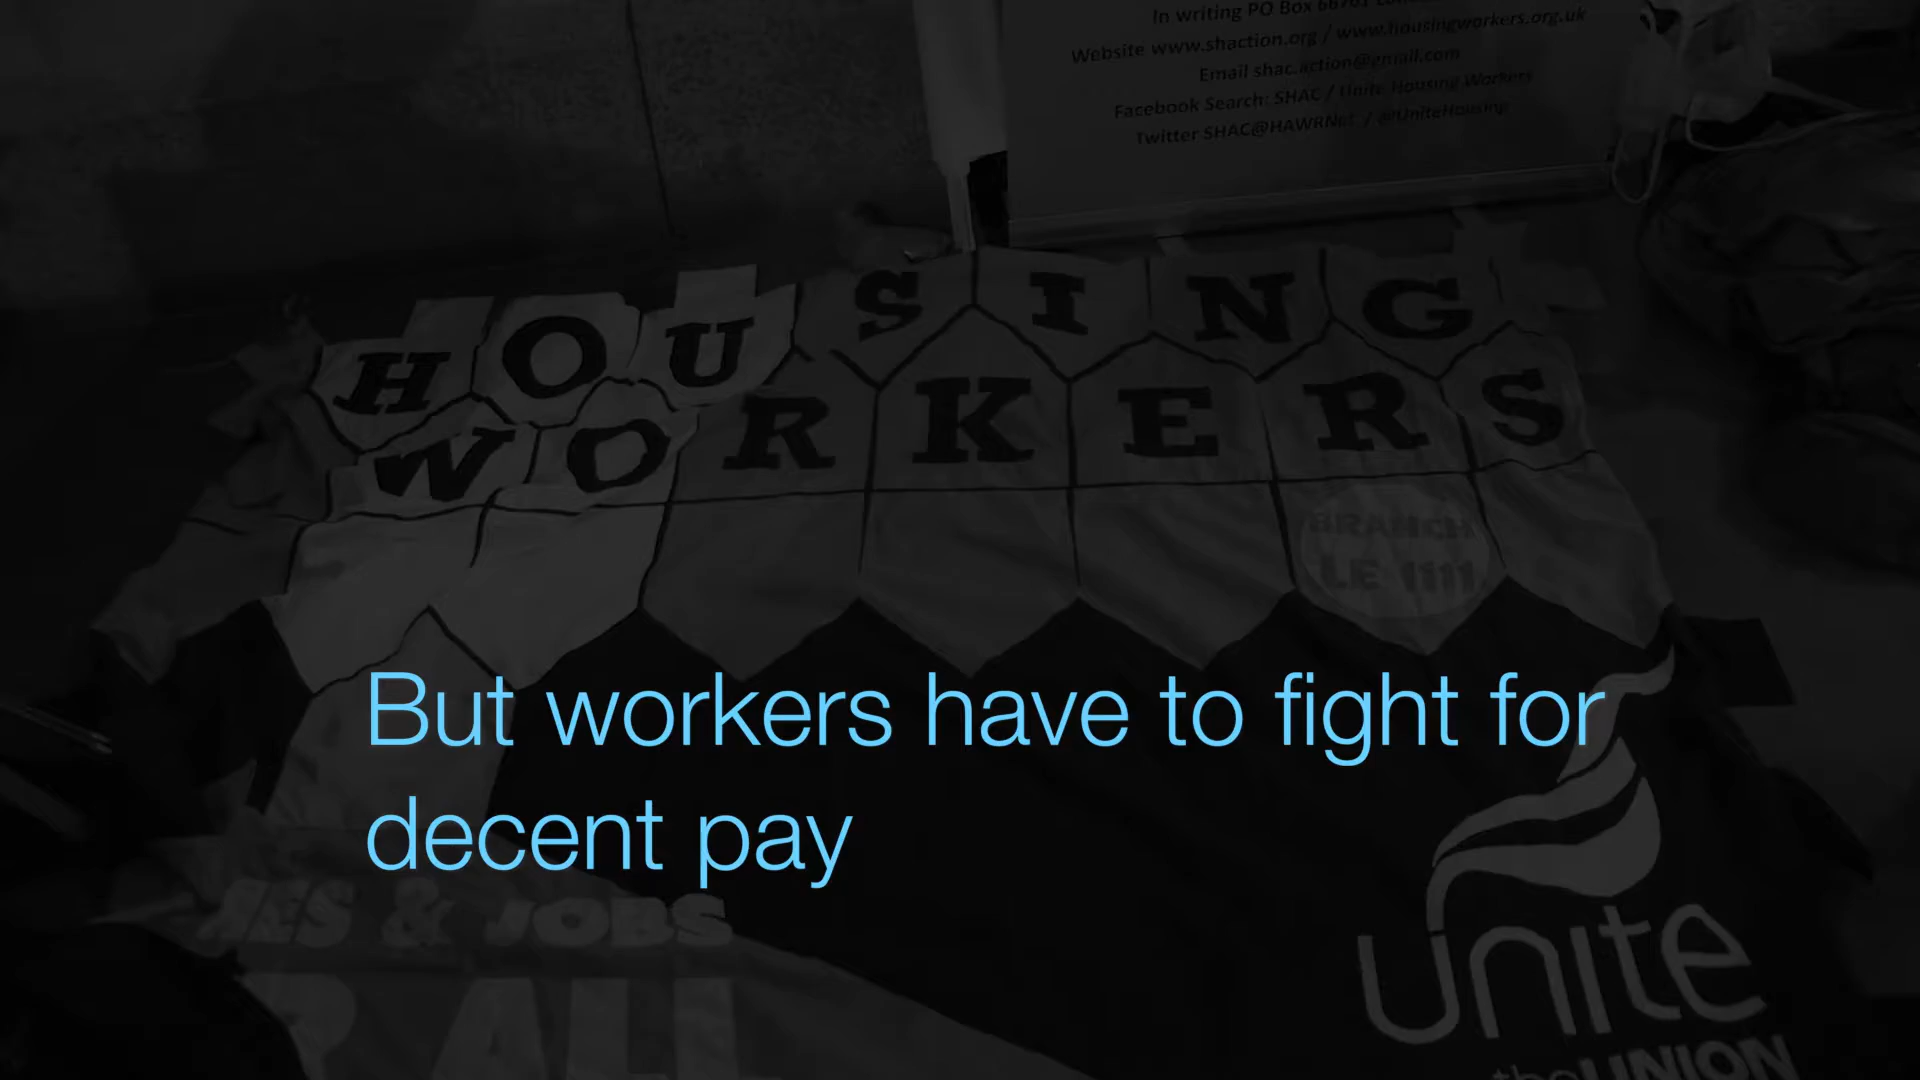 In writing PO Box 66701
Website www.shaction.org / www.housingworkers.org.uk
Email shac.action@gmail.com
Facebook Search: SHAC / Unite Housing Workers
Twitter SHAC@HAWRNet / @UniteHousing
HOUSING
WORKERS
BRANCH
LE 1111
But workers have to fight for
decent pay
& JOBS
ALL
unite
the UNION